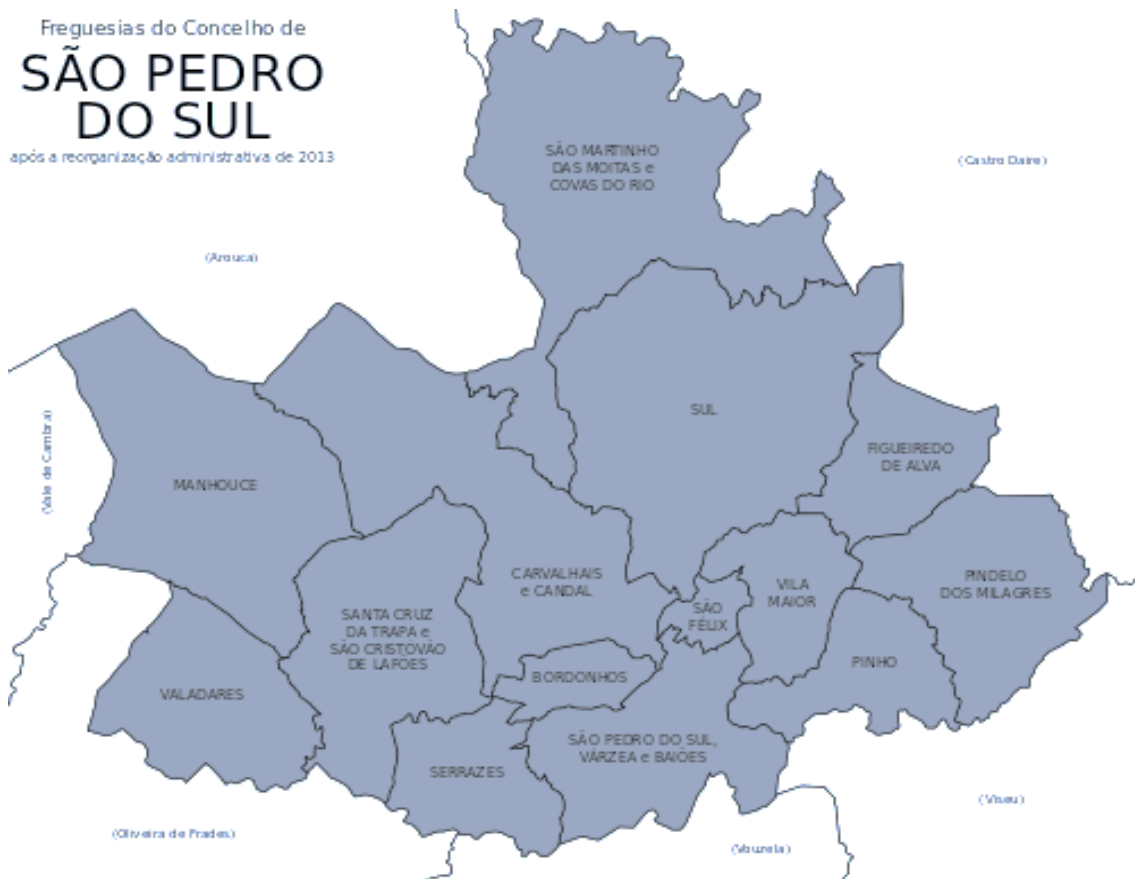 Freguesias do Concelho de
SÃO PEDRO
DO SUL
após a reorganização administrativa de 2013
SÃO MARTINHO
DAS MOITAS e
COVAS DO RIO
(Castro Daire)
(Arouca)
SUL
(Vale de Cambra)
FIGUEIREDO
DE ALVA
MANHOUCE
CARVALHAIS
e CANDAL
VILA
MAIOR
PINDELO
DOS MILAGRES
SANTA CRUZ
DA TRAPA e
SÃO CRISTOVÃO
DE LAFÕES
SÃO
FÉLIX
PINHO
BORDONHOS
VALADARES
SÃO PEDRO DO SUL,
VÁRZEA e BAIÕES
SERRAZES
(Viseu)
(Oliveira de Frades)
(Vouzela)